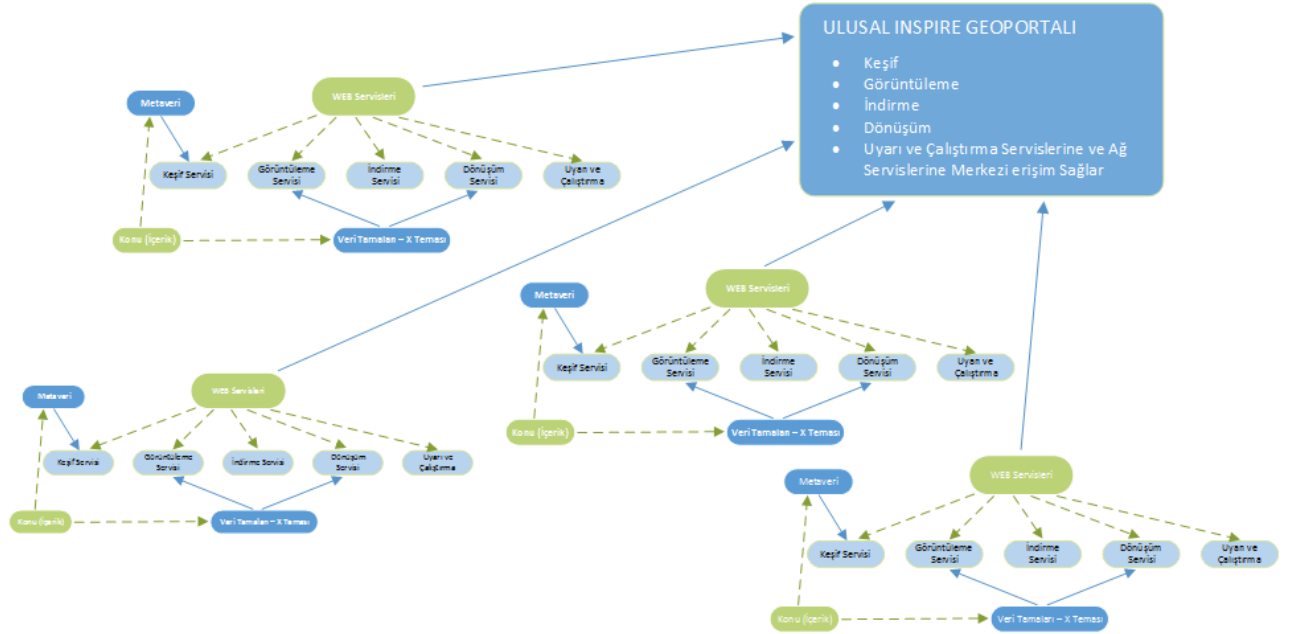 ULUSAL INSPIRE GEOPORTALI
• Keşif
• Görüntüleme
• İndirme
• Dönüşüm
• Uyarı ve Çalıştırma Servislerine ve Ağ
Servislerine Merkezi erişim Sağlar
WEB Servisleri
Metaveri
Keşif Servisi
Görüntüleme
Servisi
İndirme
Servisi
Dönüşüm
Servisi
Uyarı ve
Çalıştırma
Konu (İçerik)
Veri Tamaları – X Teması
WEB Servisleri
Metaveri
Keşif Servisi
Görüntüleme
Servisi
İndirme
Servisi
Dönüşüm
Servisi
Uyarı ve
Çalıştırma
Konu (İçerik)
Veri Tamaları – X Teması
WEB Servisleri
Metaveri
Keşif Servisi
Görüntüleme
Servisi
İndirme Servisi
Dönüşüm
Servisi
Uyarı ve
Çalıştırma
Konu (İçerik)
Veri Tamaları – X Teması
WEB Servisleri
Metaveri
Keşif Servisi
Görüntüleme
Servisi
İndirme
Servisi
Dönüşüm
Servisi
Uyarı ve
Çalıştırma
Konu (İçerik)
Veri Tamaları – X Teması